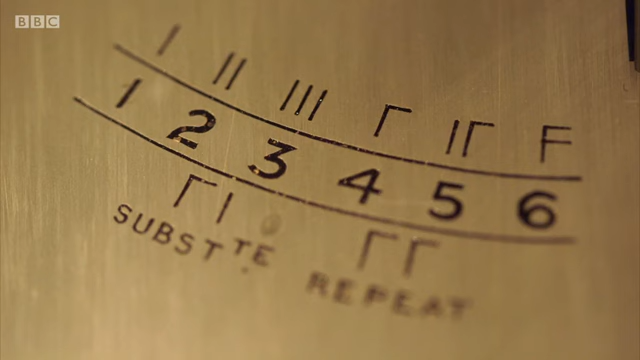 BBC
I II III Γ IΓ F
1 2 3 4 5 6
ΓI ΓΓ
SUBSTTE REPEAT